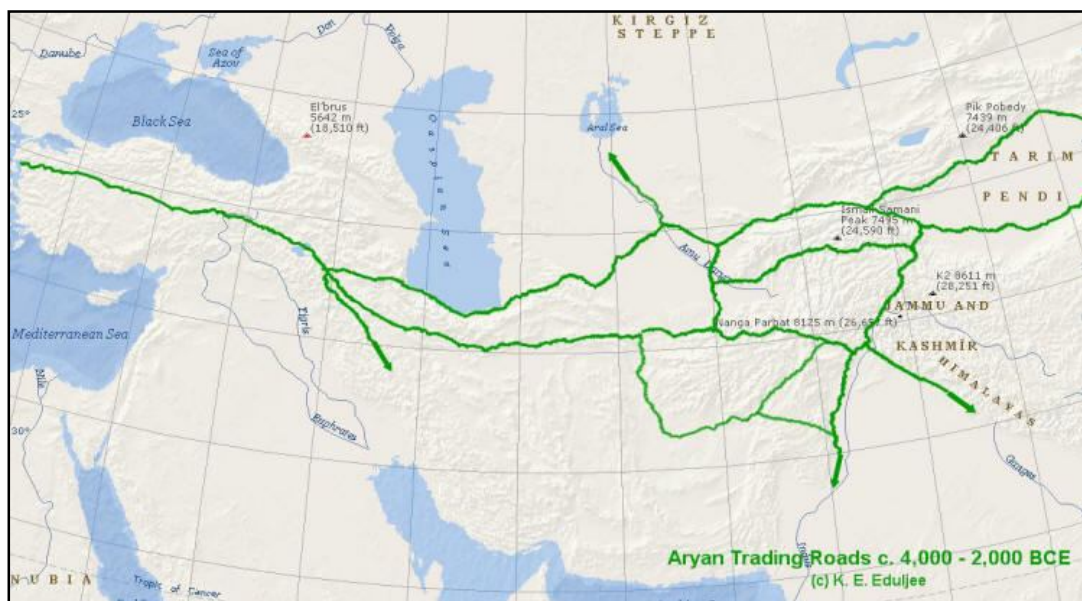 KIRGIZ
STEPPE
Don
Volga
Danube
Sea of
Azov
El'brus
5642 m
(18,510 ft)
Black Sea
25°
Caspian Sea
Aral Sea
Pik Pobedy
7439 m
(24,406 ft)
TARIM
PENDI
Ismail Samani
Peak 7495 m
(24,590 ft)
Amu Darya
K2 8611 m
(28,251 ft)
JAMMU AND
Nanga Parbat 8125 m (26,657 ft)
KASHMÍR
HIMALAYAS
Mediterranean Sea
Tigris
Nile
Euphrates
30°
Ganges
Indus
Aryan Trading Roads c. 4,000 - 2,000 BCE
(c) K. E. Eduljee
NUBIA
Tropic of Cancer